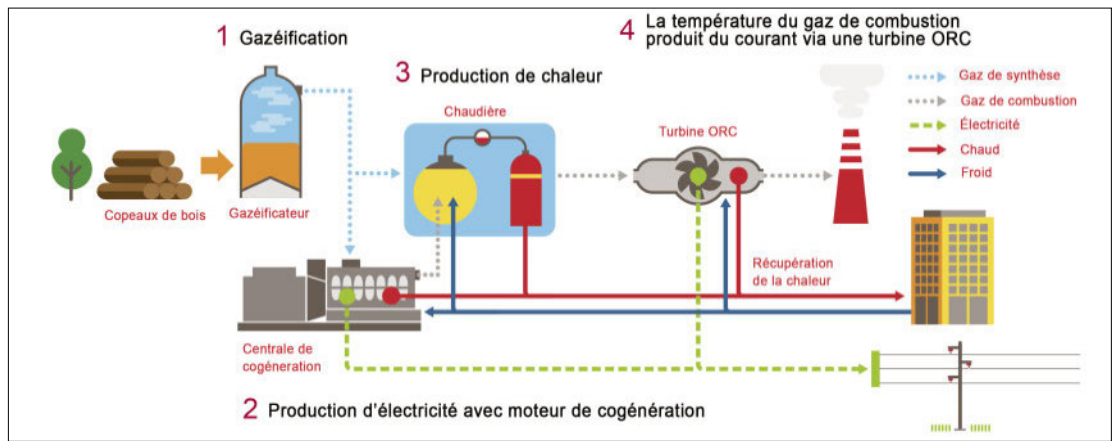 1 Gazéification
4 La température du gaz de combustion
produit du courant via une turbine ORC
3 Production de chaleur
Gaz de synthèse
Gaz de combustion
Électricité
Chaud
Froid
Chaudière
Turbine ORC
Copeaux de bois
Gazéificateur
Récupération
de la chaleur
Centrale de
cogéneration
2 Production d'électricité avec moteur de cogénération